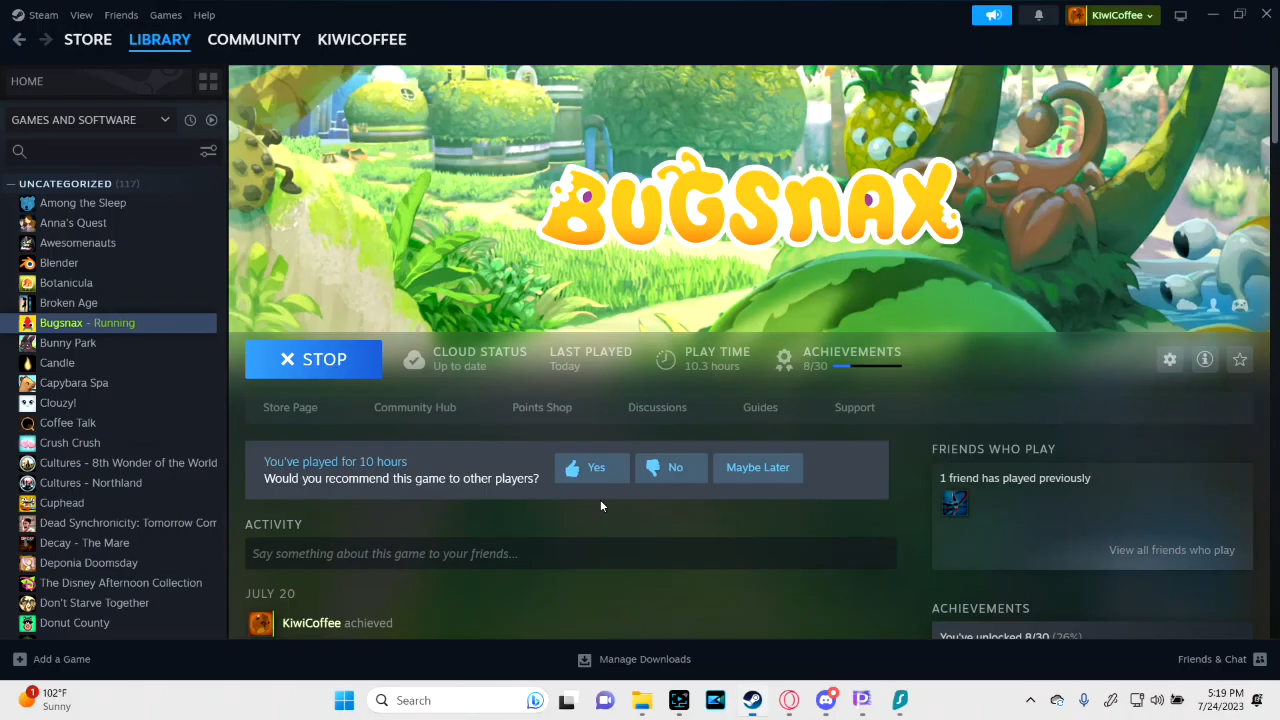 Steam View Friends Games Help
KiwiCoffee
STORE LIBRARY COMMUNITY KIWICOFFEE
HOME
GAMES AND SOFTWARE
UNCATEGORIZED (117)
Among the Sleep
Anna's Quest
Awesomenauts
Blender
Botanicula
Broken Age
Bugsnax - Running
Bunny Park
Candle
Capybara Spa
Clouzy!
Coffee Talk
Crush Crush
Cultures - 8th Wonder of the World
Cultures - Northland
Cuphead
Dead Synchronicity: Tomorrow Com
Decay - The Mare
Deponia Doomsday
The Disney Afternoon Collection
Don't Starve Together
Donut County
BUGSNAX
STOP
CLOUD STATUS
Up to date
LAST PLAYED
Today
PLAY TIME
10.3 hours
ACHIEVEMENTS
8/30
Store Page Community Hub Points Shop Discussions Guides Support
You've played for 10 hours
Would you recommend this game to other players?
Yes No Maybe Later
ACTIVITY
Say something about this game to your friends...
JULY 20
KiwiCoffee achieved
FRIENDS WHO PLAY
1 friend has played previously
View all friends who play
ACHIEVEMENTS
You've unlocked 8/30 (26%)
Add a Game
Manage Downloads
Friends & Chat
1
102°F
Sunny
Search
5:19 PM
7/24/2023